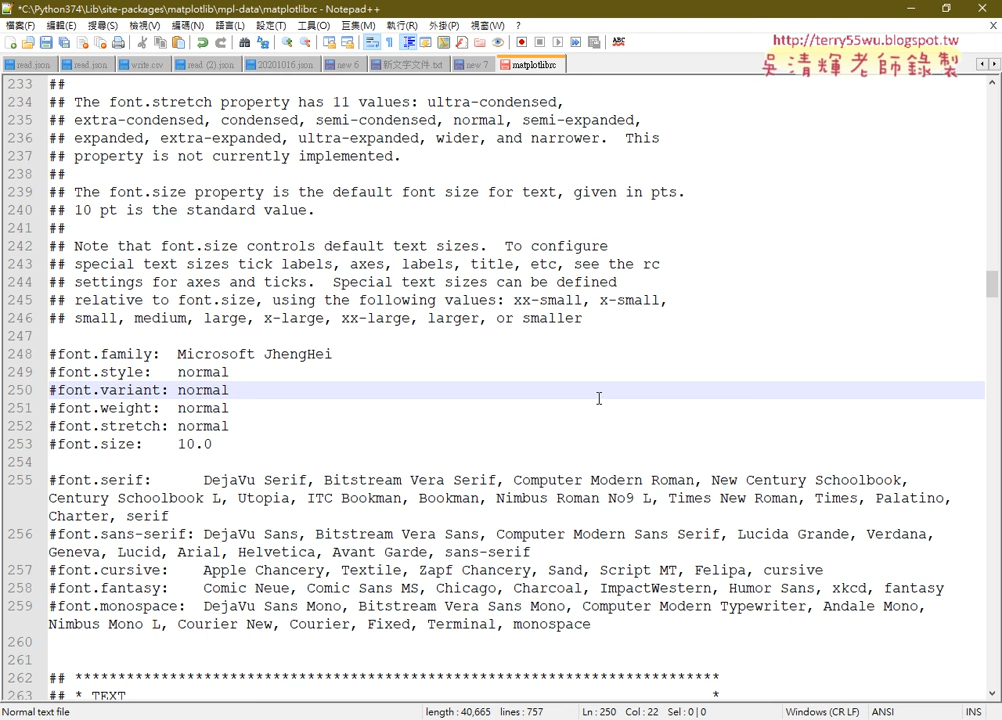 *C:\Python374\Lib\site-packages\matplotlib\mpl-data\matplotlibrc - Notepad++
檔案(F) 編輯(E) 搜尋(S) 檢視(V) 編碼(N) 語言(L) 設定(T) 工具(O) 巨集(M) 執行(R) 外掛(P) 視窗(W) ?
http://terry55wu.blogspot.tw
吳清輝老師錄製
read.json read.json write.csv read (2).json 20201016.json new 6 新文字文件.txt new 7 matplotlibrc
233 ##
234 ## The font.stretch property has 11 values: ultra-condensed,
235 ## extra-condensed, condensed, semi-condensed, normal, semi-expanded,
236 ## expanded, extra-expanded, ultra-expanded, wider, and narrower.  This
237 ## property is not currently implemented.
238 ##
239 ## The font.size property is the default font size for text, given in pts.
240 ## 10 pt is the standard value.
241 ##
242 ## Note that font.size controls default text sizes.  To configure
243 ## special text sizes tick labels, axes, labels, title, etc, see the rc
244 ## settings for axes and ticks.  Special text sizes can be defined
245 ## relative to font.size, using the following values: xx-small, x-small,
246 ## small, medium, large, x-large, xx-large, larger, or smaller
247
248 #font.family:  Microsoft JhengHei
249 #font.style:   normal
250 #font.variant: normal
251 #font.weight:  normal
252 #font.stretch: normal
253 #font.size:    10.0
254
255 #font.serif:      DejaVu Serif, Bitstream Vera Serif, Computer Modern Roman, New Century Schoolbook,
Century Schoolbook L, Utopia, ITC Bookman, Bookman, Nimbus Roman No9 L, Times New Roman, Times, Palatino,
Charter, serif
256 #font.sans-serif: DejaVu Sans, Bitstream Vera Sans, Computer Modern Sans Serif, Lucida Grande, Verdana,
Geneva, Lucid, Arial, Helvetica, Avant Garde, sans-serif
257 #font.cursive:    Apple Chancery, Textile, Zapf Chancery, Sand, Script MT, Felipa, cursive
258 #font.fantasy:    Comic Neue, Comic Sans MS, Chicago, Charcoal, ImpactWestern, Humor Sans, xkcd, fantasy
259 #font.monospace:  DejaVu Sans Mono, Bitstream Vera Sans Mono, Computer Modern Typewriter, Andale Mono,
Nimbus Mono L, Courier New, Courier, Fixed, Terminal, monospace
260
261
262 ## ***************************************************************************
263 ## * TEXT *
Normal text file length : 40,665 lines : 757 Ln : 250 Col : 22 Sel : 0 | 0 Windows (CR LF) ANSI INS